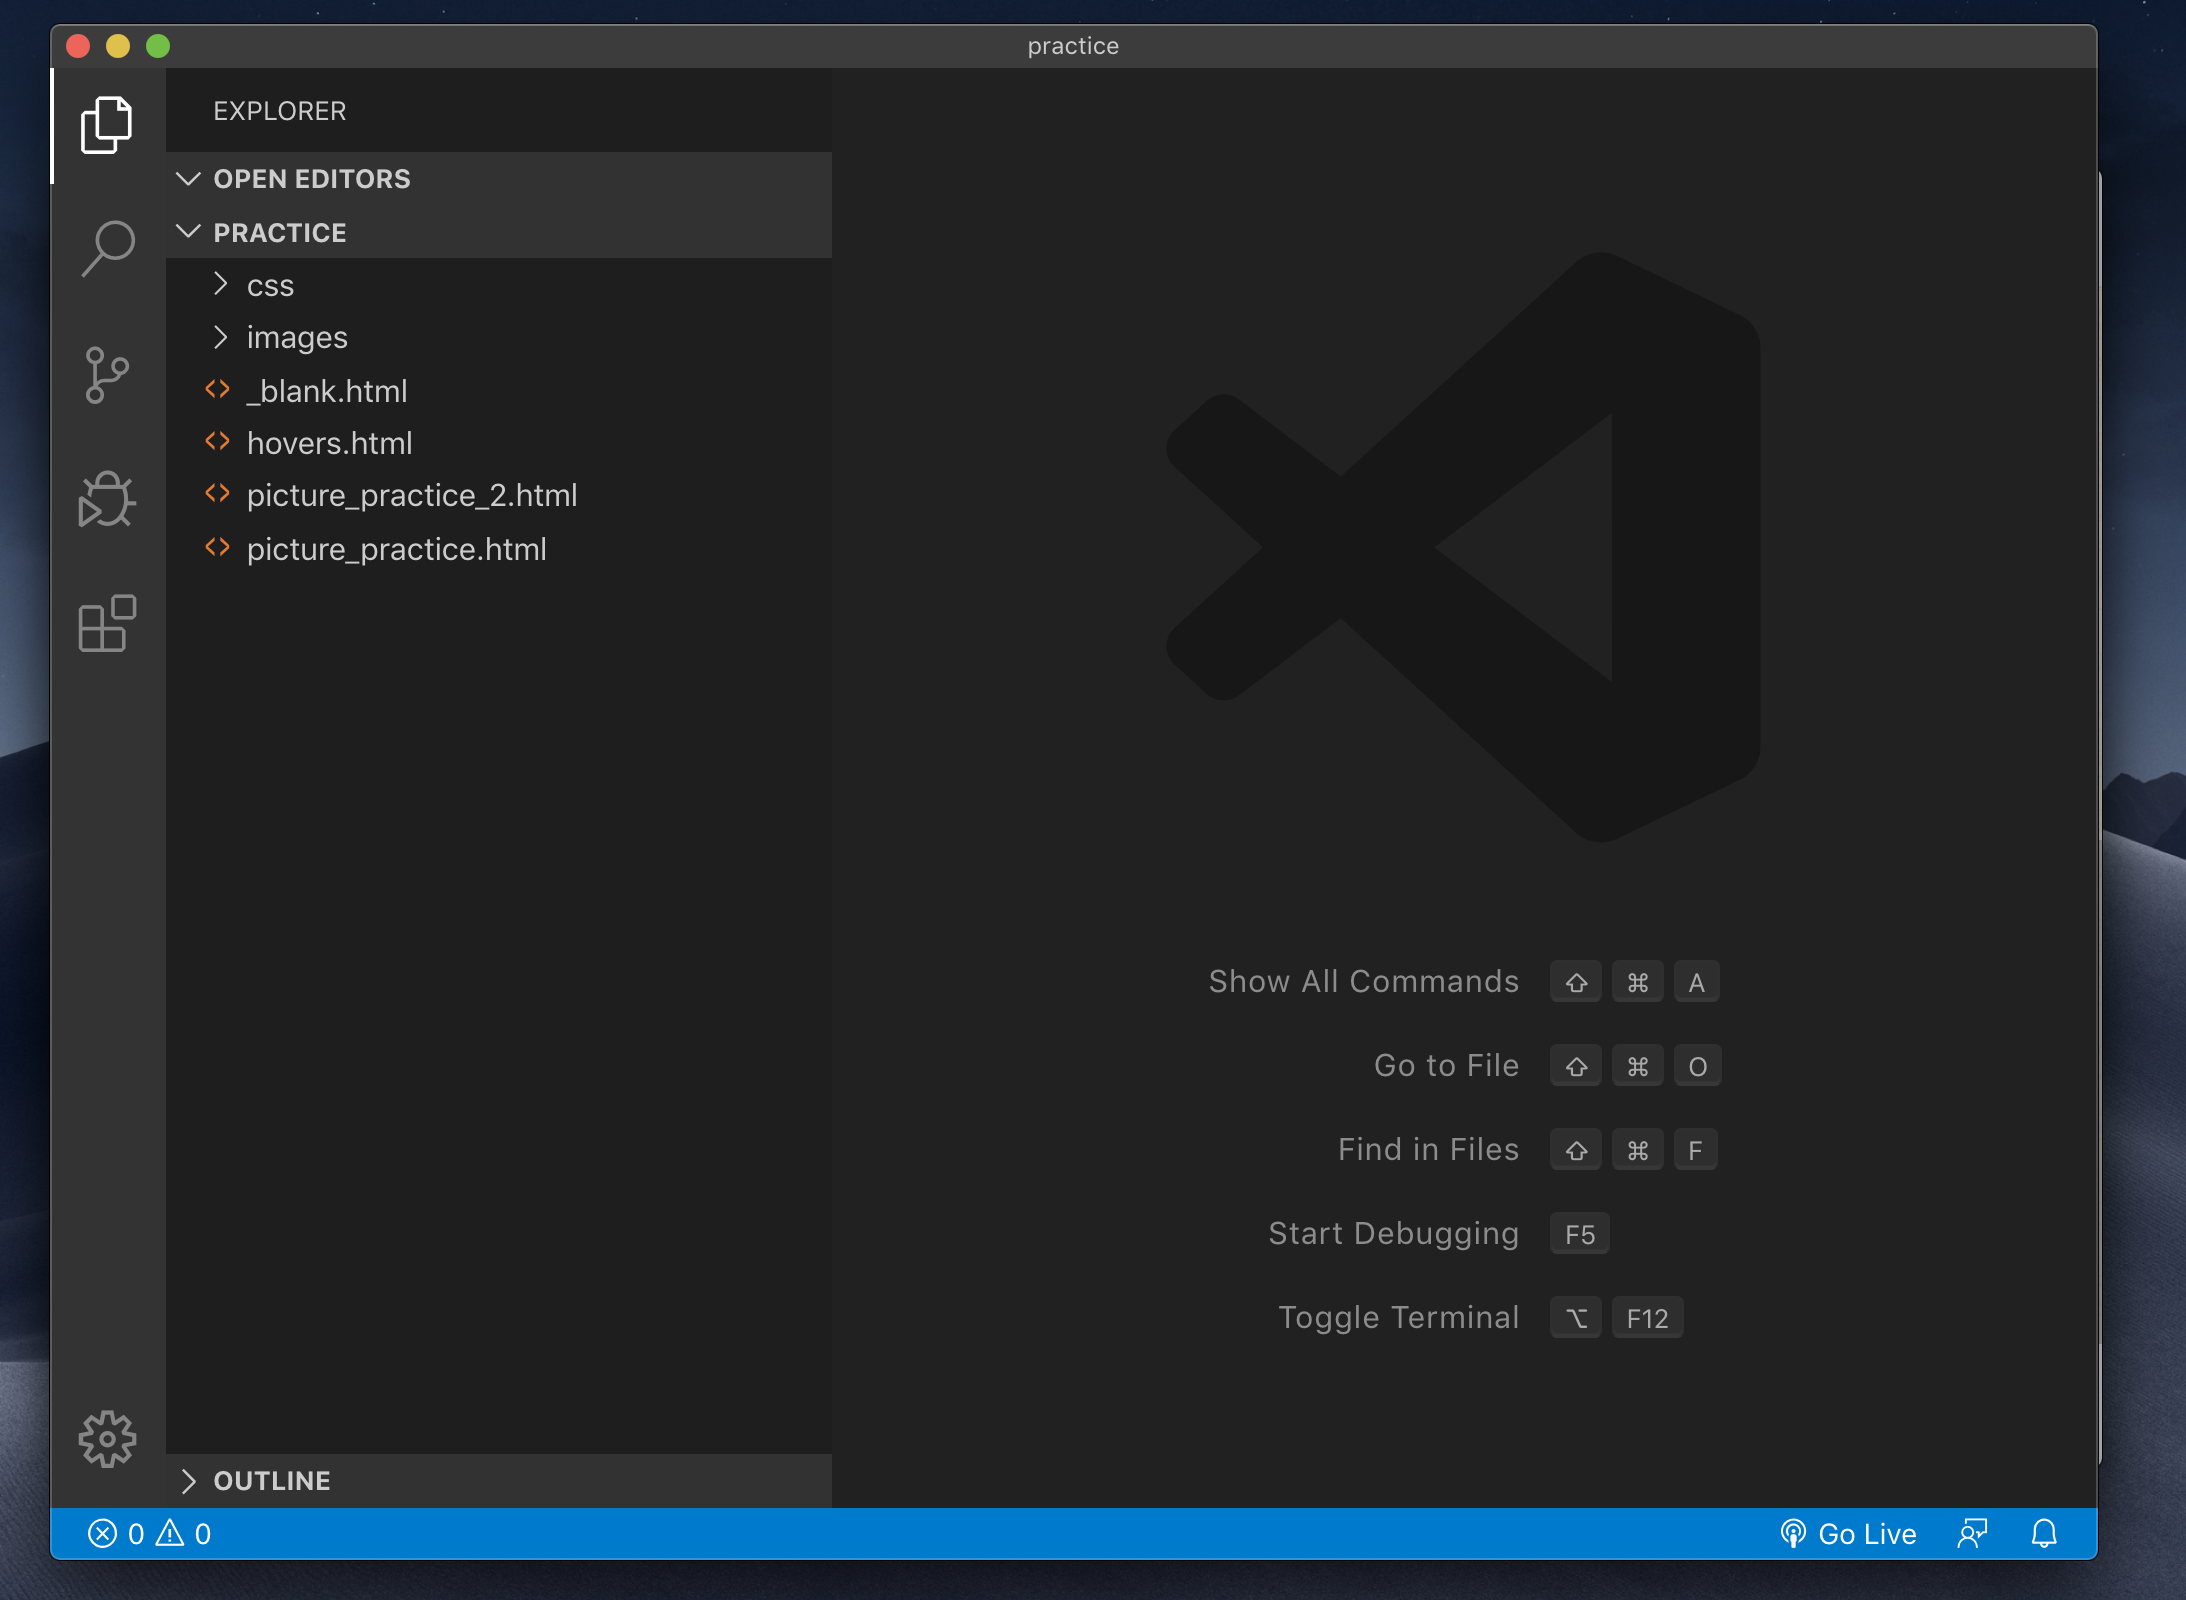 practice
EXPLORER
OPEN EDITORS
PRACTICE
css
images
_blank.html
hovers.html
picture_practice_2.html
picture_practice.html
Show All Commands ⇧ ⌘ A
Go to File ⇧ ⌘ O
Find in Files ⇧ ⌘ F
Start Debugging F5
Toggle Terminal ⌥ F12
OUTLINE
0 0 Go Live